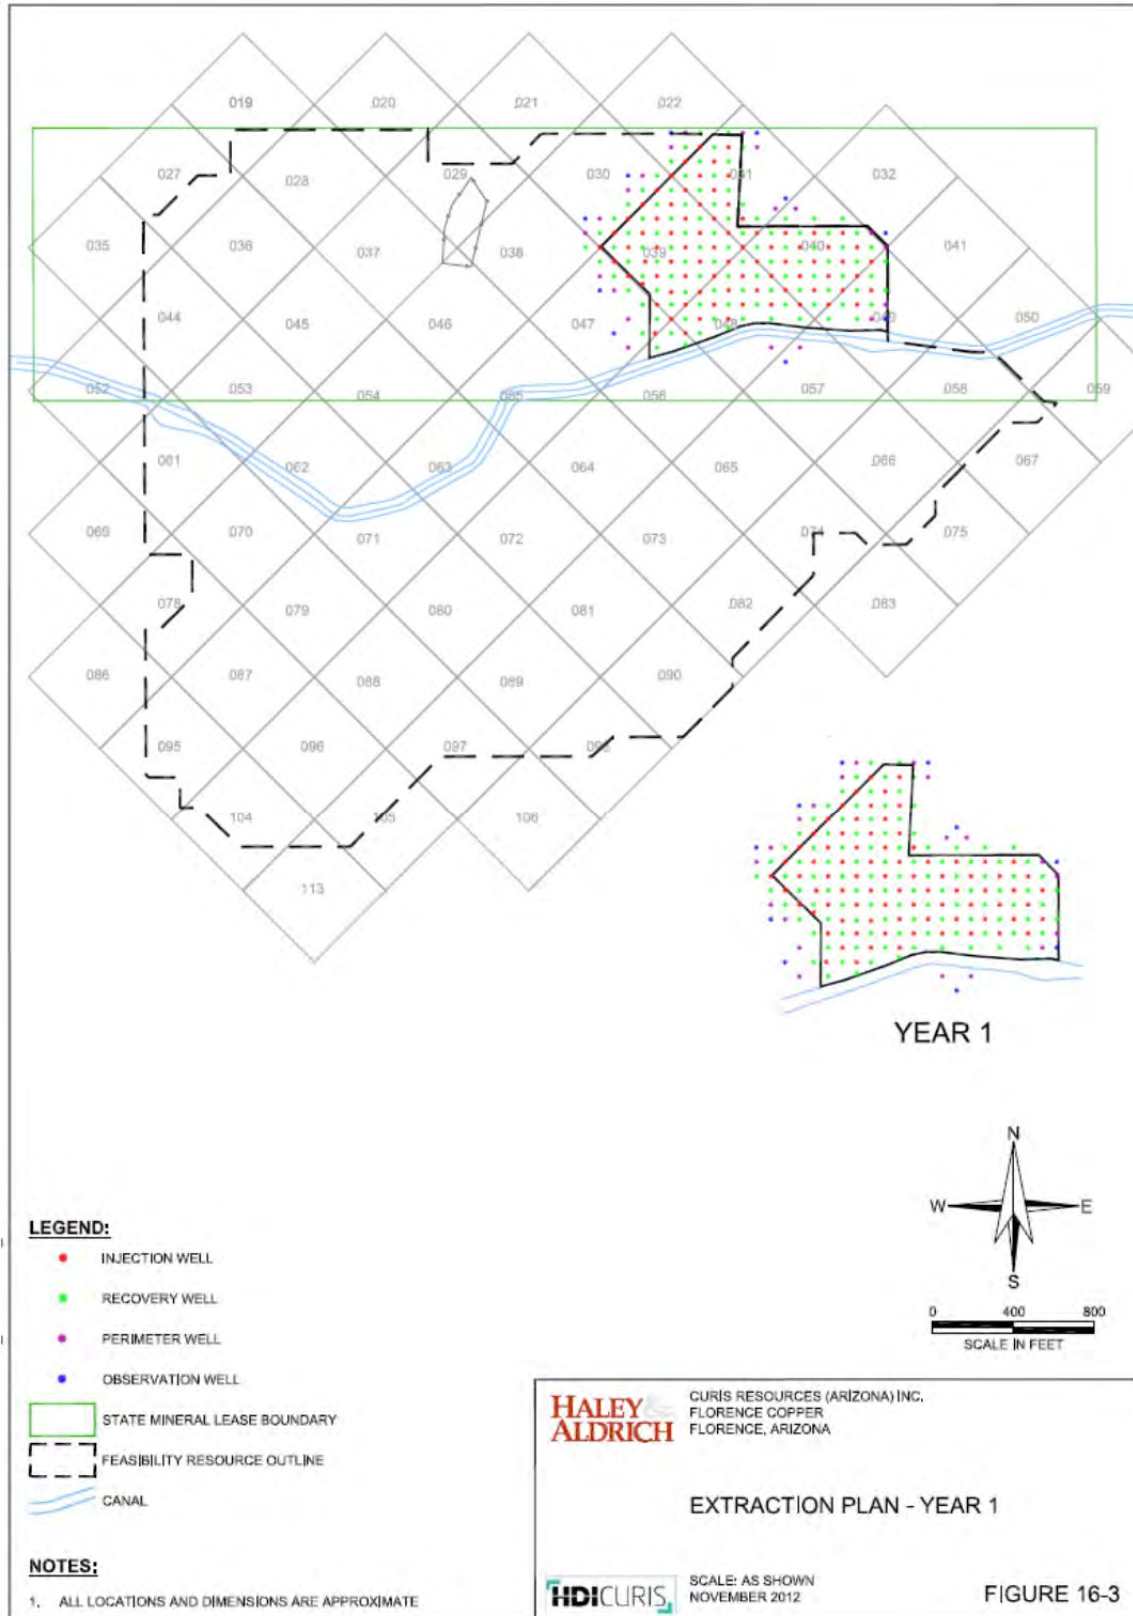 019 020 021 022
027 028 029 030 031 032
035 036 037 038 039 040 041
044 045 046 047 048 049 050
052 053 054 055 056 057 058 059
061 062 063 064 065 066 067
069 070 071 072 073 074 075
078 079 080 081 082 083
086 087 088 089 090
095 096 097 098
104 105 106
113
YEAR 1
N
W E
S
0 400 800
SCALE IN FEET
LEGEND:
INJECTION WELL
RECOVERY WELL
PERIMETER WELL
OBSERVATION WELL
STATE MINERAL LEASE BOUNDARY
FEASIBILITY RESOURCE OUTLINE
CANAL
NOTES:
1. ALL LOCATIONS AND DIMENSIONS ARE APPROXIMATE
HALEY &
ALDRICH
CURIS RESOURCES (ARIZONA) INC.
FLORENCE COPPER
FLORENCE, ARIZONA
EXTRACTION PLAN - YEAR 1
HDICURIS
SCALE: AS SHOWN
NOVEMBER 2012
FIGURE 16-3